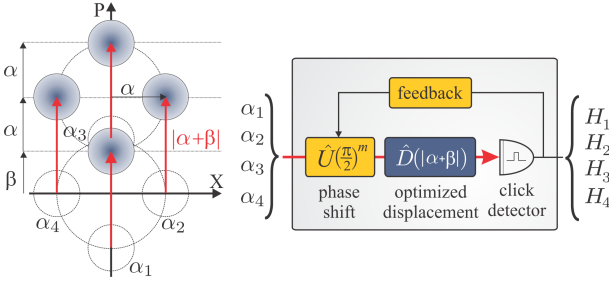 P
α
α
β
α
α₃
|α+β|
X
α₄
α₂
α₁
α₁
α₂
α₃
α₄
feedback
Û(π/2)ᵐ
D̂(|α+β|)
phase
shift
optimized
displacement
click
detector
H₁
H₂
H₃
H₄